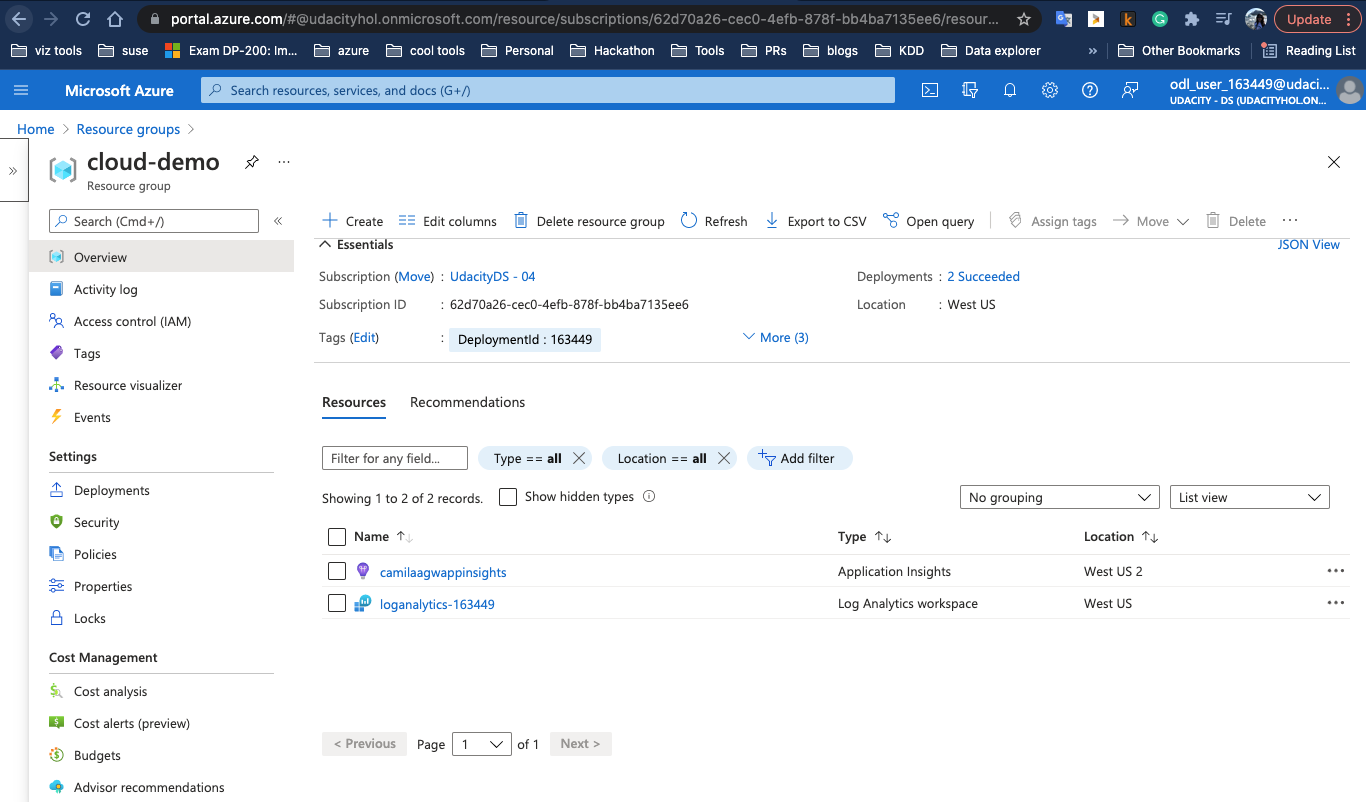 portal.azure.com/#@udacityhol.onmicrosoft.com/resource/subscriptions/62d70a26-cec0-4efb-878f-bb4ba7135ee6/resour...
Update
viz tools
suse
Exam DP-200: Im...
azure
cool tools
Personal
Hackathon
Tools
PRs
blogs
KDD
Data explorer
»
Other Bookmarks
Reading List
Microsoft Azure
Search resources, services, and docs (G+/)
odl_user_163449@udaci...
UDACITY - DS (UDACITYHOL.ON...
Home > Resource groups >
»
cloud-demo
...
Resource group
Search (Cmd+/)
«
Overview
Activity log
Access control (IAM)
Tags
Resource visualizer
Events
Settings
Deployments
Security
Policies
Properties
Locks
Cost Management
Cost analysis
Cost alerts (preview)
Budgets
Advisor recommendations
Create
Edit columns
Delete resource group
Refresh
Export to CSV
Open query
Assign tags
Move
Delete
...
Essentials
JSON View
Subscription (Move) : UdacityDS - 04
Deployments : 2 Succeeded
Subscription ID : 62d70a26-cec0-4efb-878f-bb4ba7135ee6
Location : West US
Tags (Edit) : DeploymentId : 163449
More (3)
Resources
Recommendations
Filter for any field...
Type == all
Location == all
Add filter
Showing 1 to 2 of 2 records.
Show hidden types
No grouping
List view
Name
Type
Location
camilaagwappinsights
Application Insights
West US 2
...
loganalytics-163449
Log Analytics workspace
West US
...
< Previous
Page 1 of 1
Next >